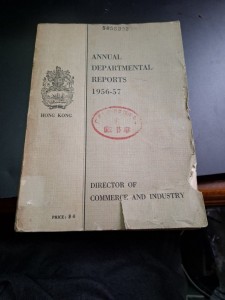 ANNUAL
DEPARTMENTAL
REPORTS
1956-57
HONG KONG
DIRECTOR OF
COMMERCE AND INDUSTRY